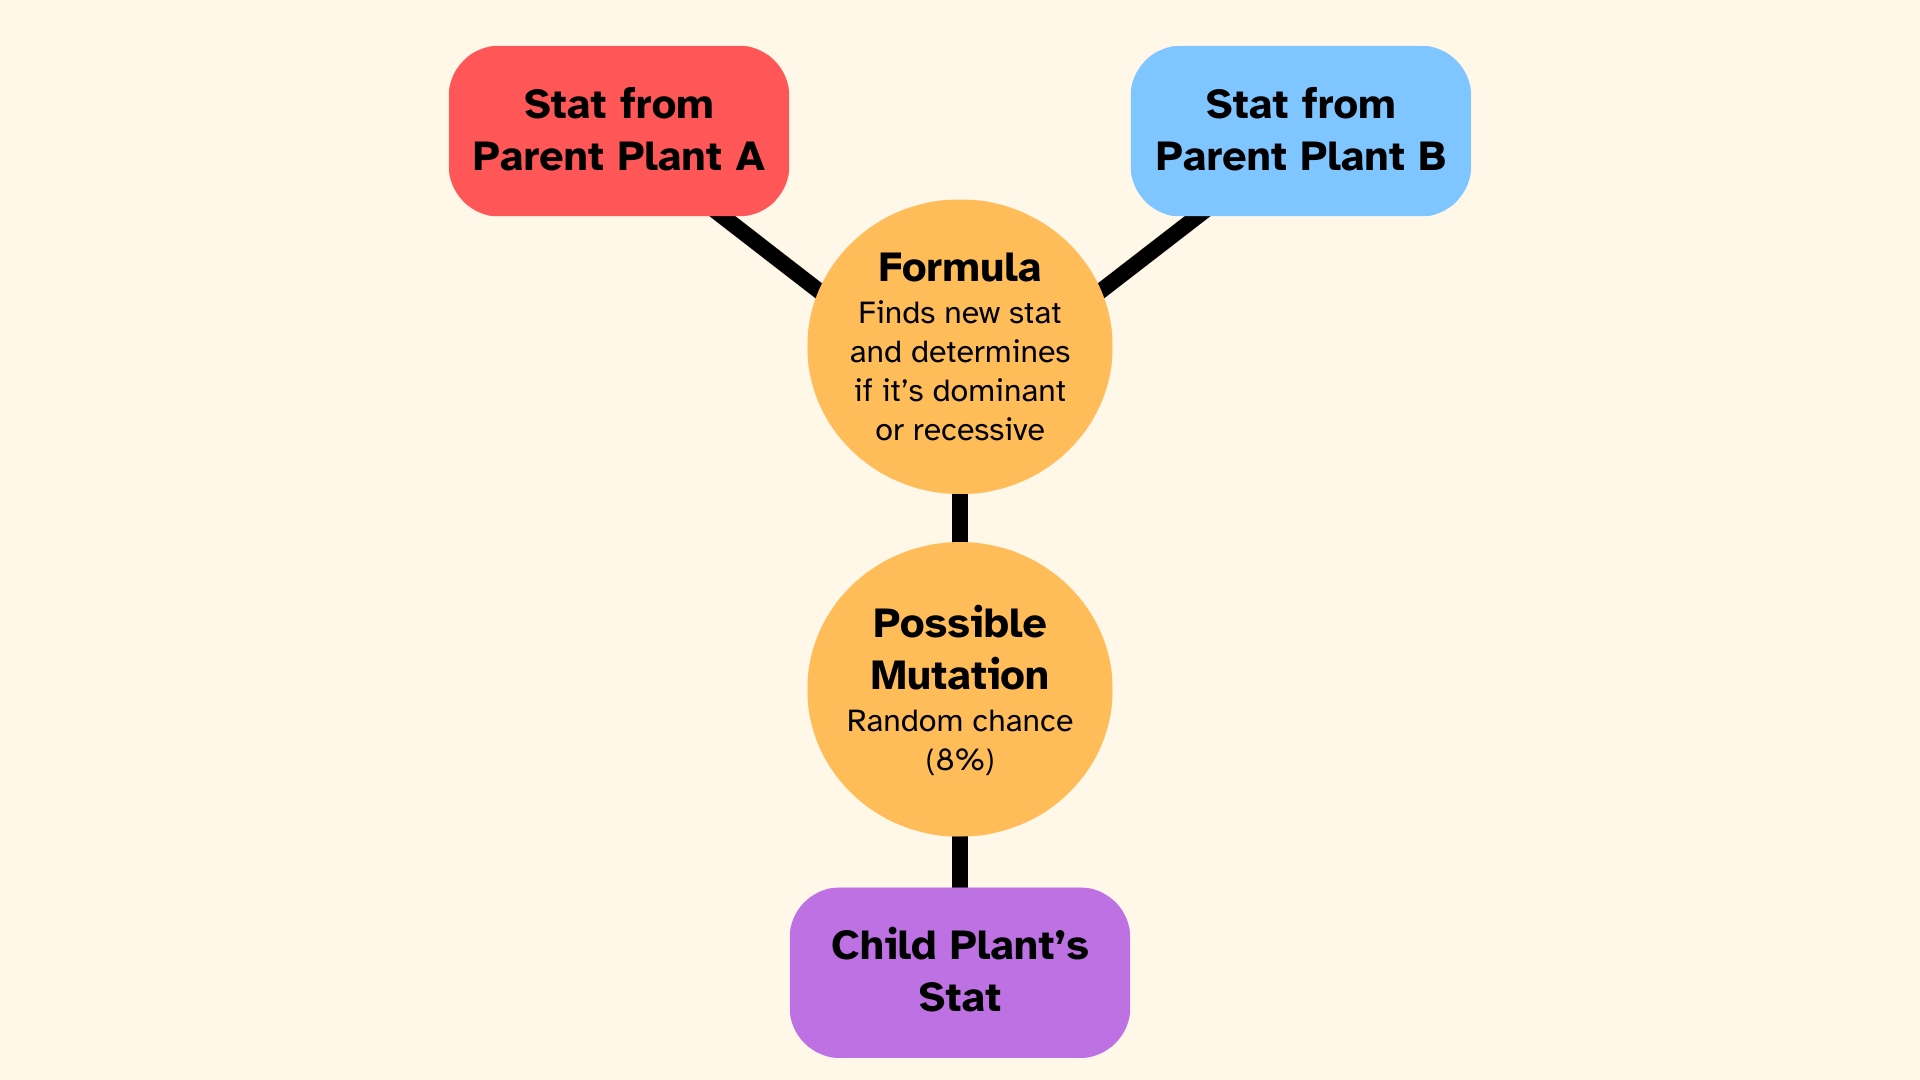 Stat from
Parent Plant A
Stat from
Parent Plant B
Formula
Finds new stat
and determines
if it’s dominant
or recessive
Possible
Mutation
Random chance
(8%)
Child Plant’s
Stat